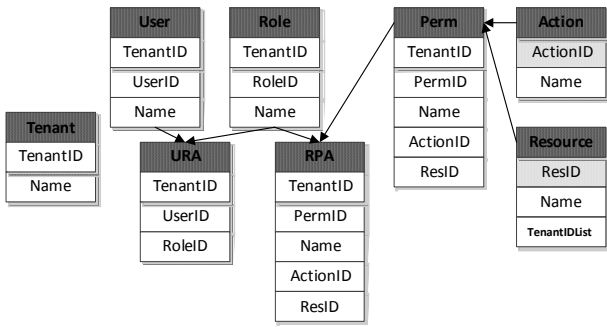 User
TenantID
UserID
Name
Role
TenantID
RoleID
Name
Perm
TenantID
PermID
Name
ActionID
ResID
Action
ActionID
Name
Tenant
TenantID
Name
URA
TenantID
UserID
RoleID
RPA
TenantID
PermID
Name
ActionID
ResID
Resource
ResID
Name
TenantIDList